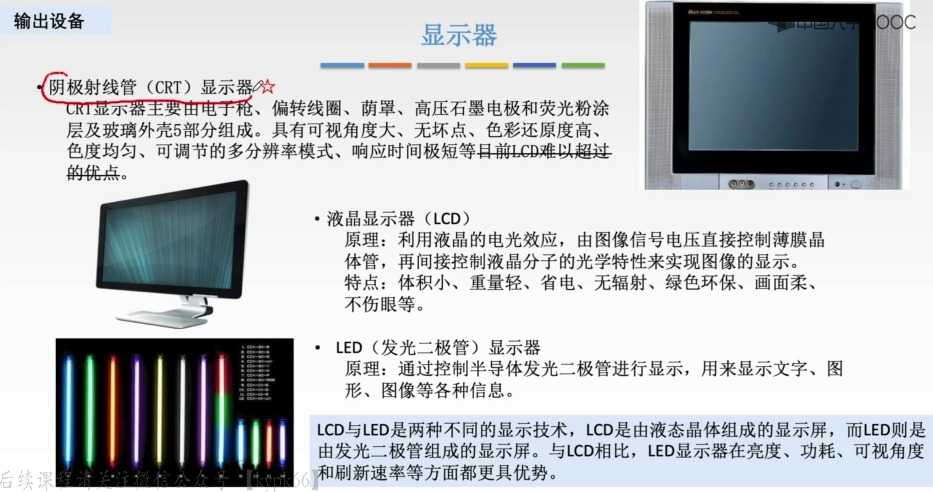 输出设备
显示器
• 阴极射线管（CRT）显示器☆
CRT显示器主要由电子枪、偏转线圈、荫罩、高压石墨电极和荧光粉涂
层及玻璃外壳5部分组成。具有可视角度大、无坏点、色彩还原度高、
色度均匀、可调节的多分辨率模式、响应时间极短等目前LCD难以超过
的优点。
• 液晶显示器（LCD）
原理：利用液晶的电光效应，由图像信号电压直接控制薄膜晶
体管，再间接控制液晶分子的光学特性来实现图像的显示。
特点：体积小、重量轻、省电、无辐射、绿色环保、画面柔、
不伤眼等。
• LED（发光二极管）显示器
原理：通过控制半导体发光二极管进行显示，用来显示文字、图
形、图像等各种信息。
LCD与LED是两种不同的显示技术，LCD是由液态晶体组成的显示屏，而LED则是
由发光二极管组成的显示屏。与LCD相比，LED显示器在亮度、功耗、可视角度
和刷新速率等方面都更具优势。
后续课程请关注微信公众号